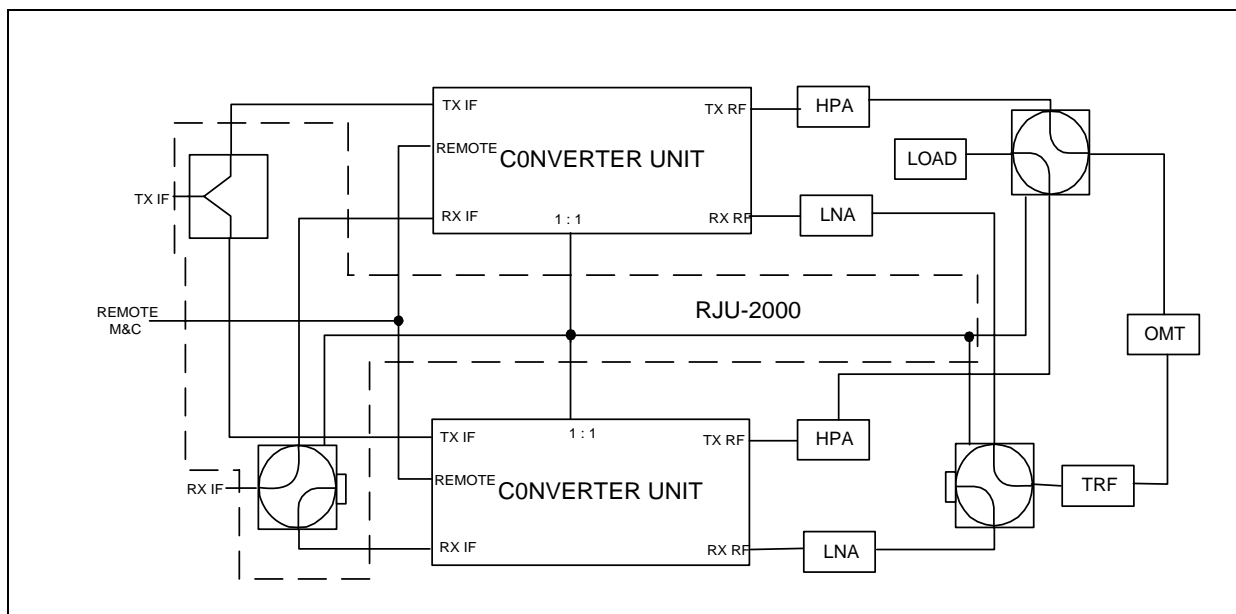 TX IF
TX RF
HPA
REMOTE
C0NVERTER UNIT
LOAD
TX IF
RX IF
1 : 1
RX RF
LNA
REMOTE
M&C
RJU-2000
OMT
TX IF
1 : 1
TX RF
HPA
RX IF
REMOTE
C0NVERTER UNIT
TRF
RX IF
RX RF
LNA